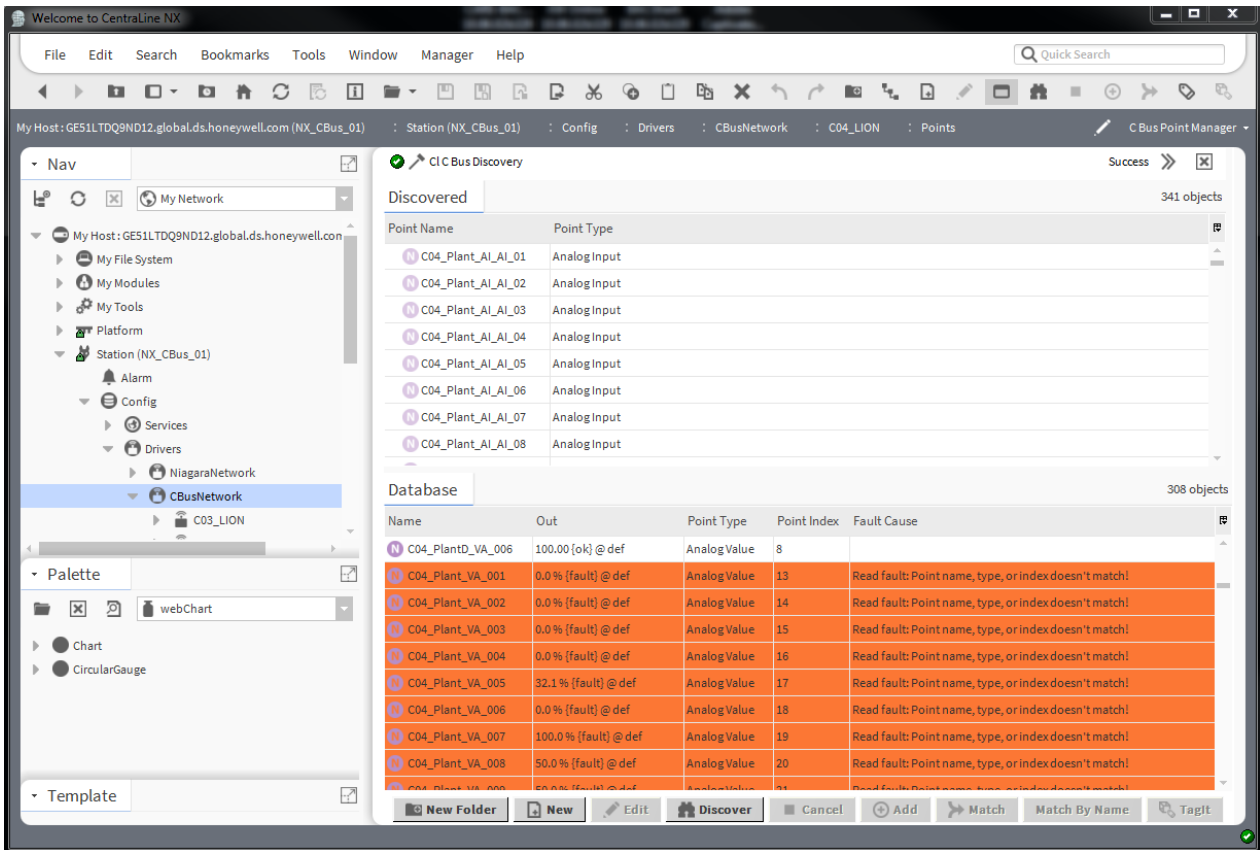 Welcome to CentraLine NX
File Edit Search Bookmarks Tools Window Manager Help
Quick Search
My Host : GE51LTDQ9ND12.global.ds.honeywell.com (NX_CBus_01) : Station (NX_CBus_01) : Config : Drivers : CBusNetwork : C04_LION : Points C Bus Point Manager
Nav
My Network
My Host : GE51LTDQ9ND12.global.ds.honeywell.con
My File System
My Modules
My Tools
Platform
Station (NX_CBus_01)
Alarm
Config
Services
Drivers
NiagaraNetwork
CBusNetwork
C03_LION
Palette
webChart
Chart
CircularGauge
Template
Cl C Bus Discovery Success
Discovered 341 objects
Point Name Point Type
N C04_Plant_AI_AI_01 Analog Input
N C04_Plant_AI_AI_02 Analog Input
N C04_Plant_AI_AI_03 Analog Input
N C04_Plant_AI_AI_04 Analog Input
N C04_Plant_AI_AI_05 Analog Input
N C04_Plant_AI_AI_06 Analog Input
N C04_Plant_AI_AI_07 Analog Input
N C04_Plant_AI_AI_08 Analog Input
Database 308 objects
Name Out Point Type Point Index Fault Cause
N C04_PlantD_VA_006 100.00 {ok} @ def Analog Value 8
N C04_Plant_VA_001 0.0 % {fault} @ def Analog Value 13 Read fault: Point name, type, or index doesn't match!
N C04_Plant_VA_002 0.0 % {fault} @ def Analog Value 14 Read fault: Point name, type, or index doesn't match!
N C04_Plant_VA_003 0.0 % {fault} @ def Analog Value 15 Read fault: Point name, type, or index doesn't match!
N C04_Plant_VA_004 0.0 % {fault} @ def Analog Value 16 Read fault: Point name, type, or index doesn't match!
N C04_Plant_VA_005 32.1 % {fault} @ def Analog Value 17 Read fault: Point name, type, or index doesn't match!
N C04_Plant_VA_006 0.0 % {fault} @ def Analog Value 18 Read fault: Point name, type, or index doesn't match!
N C04_Plant_VA_007 100.0 % {fault} @ def Analog Value 19 Read fault: Point name, type, or index doesn't match!
N C04_Plant_VA_008 50.0 % {fault} @ def Analog Value 20 Read fault: Point name, type, or index doesn't match!
New Folder New Edit Discover Cancel Add Match Match By Name TagIt